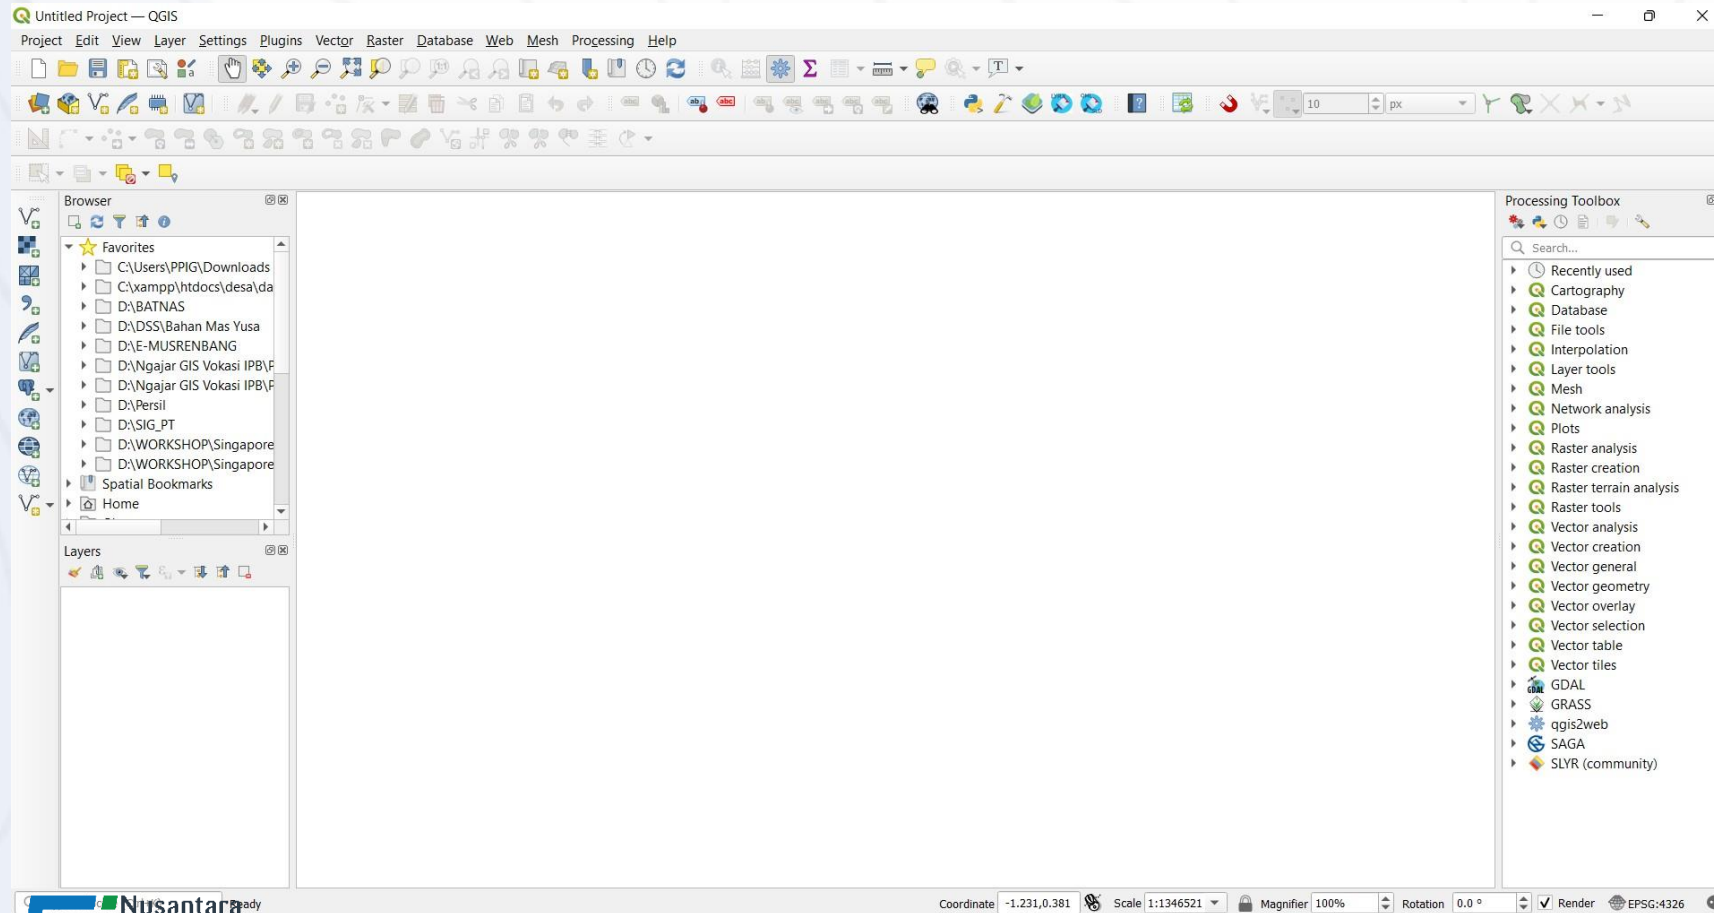 Untitled Project — QGIS
Project Edit View Layer Settings Plugins Vector Raster Database Web Mesh Processing Help
10 px
Browser
Favorites
C:\Users\PPIG\Downloads
C:\xampp\htdocs\desa\da
D:\BATNAS
D:\DSS\Bahan Mas Yusa
D:\E-MUSRENBANG
D:\Ngajar GIS Vokasi IPB\P
D:\Ngajar GIS Vokasi IPB\P
D:\Persil
D:\SIG_PT
D:\WORKSHOP\Singapore
D:\WORKSHOP\Singapore
Spatial Bookmarks
Home
Layers
Processing Toolbox
Search...
Recently used
Cartography
Database
File tools
Interpolation
Layer tools
Mesh
Network analysis
Plots
Raster analysis
Raster creation
Raster terrain analysis
Raster tools
Vector analysis
Vector creation
Vector general
Vector geometry
Vector overlay
Vector selection
Vector table
Vector tiles
GDAL
GRASS
qgis2web
SAGA
SLYR (community)
Nusantara
Coordinate -1.231,0.381 Scale 1:1346521 Magnifier 100% Rotation 0.0 ° Render EPSG:4326